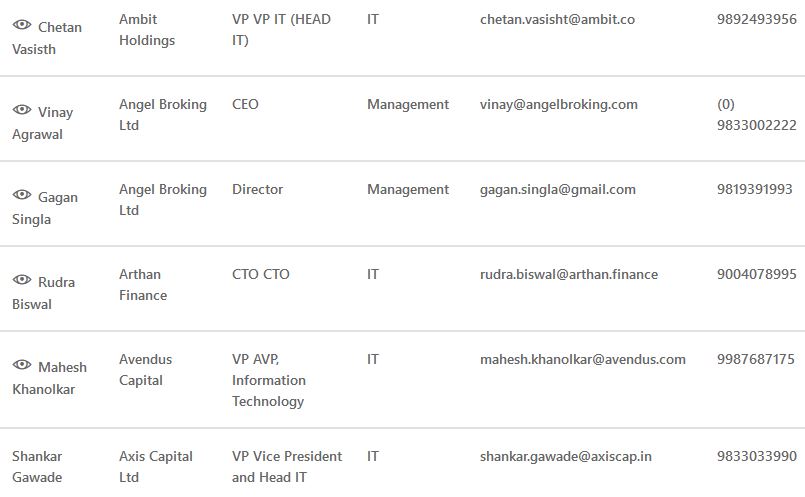 Chetan Vasisth Ambit Holdings VP VP IT (HEAD IT) IT chetan.vasisht@ambit.co 9892493956
Vinay Agrawal Angel Broking Ltd CEO Management vinay@angelbroking.com (0) 9833002222
Gagan Singla Angel Broking Ltd Director Management gagan.singla@gmail.com 9819391993
Rudra Biswal Arthan Finance CTO CTO IT rudra.biswal@arthan.finance 9004078995
Mahesh Khanolkar Avendus Capital VP AVP, Information Technology IT mahesh.khanolkar@avendus.com 9987687175
Shankar Gawade Axis Capital Ltd VP Vice President and Head IT IT shankar.gawade@axiscap.in 9833033990